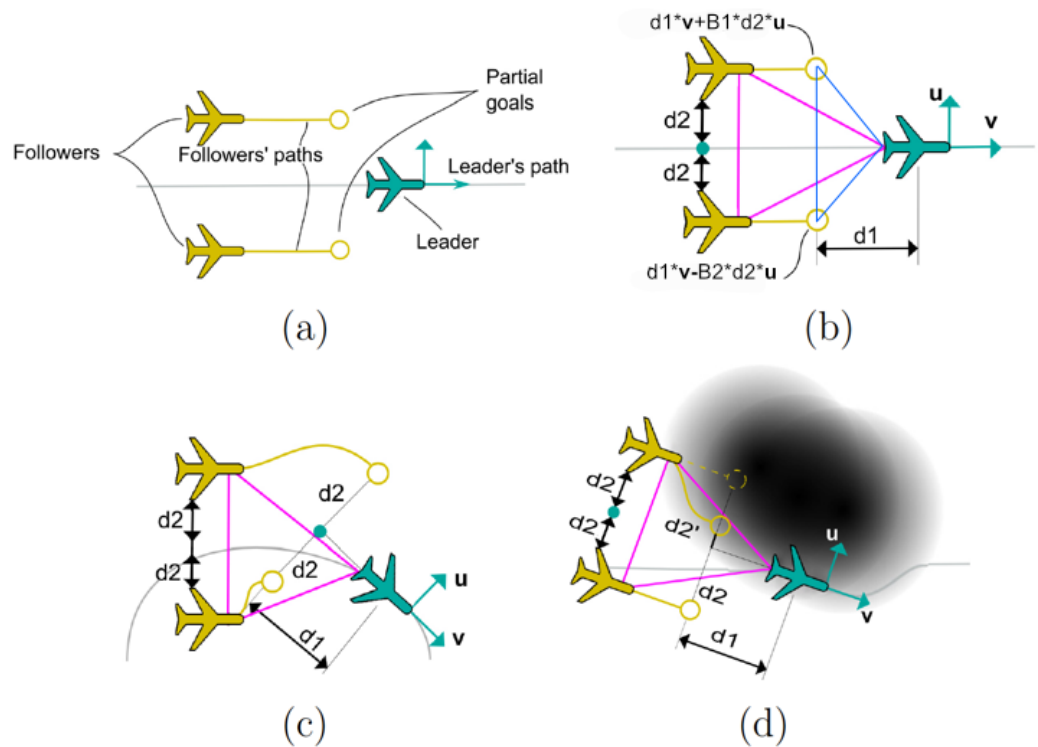 Partial
goals
Followers
Followers' paths
Leader's path
Leader
(a)
d1*v+B1*d2*u
u
v
d2
d2
d1
d1*v-B2*d2*u
(b)
d2
d2
d2
d2
u
v
d1
(c)
d2
d2
d2'
u
d2
v
d1
(d)